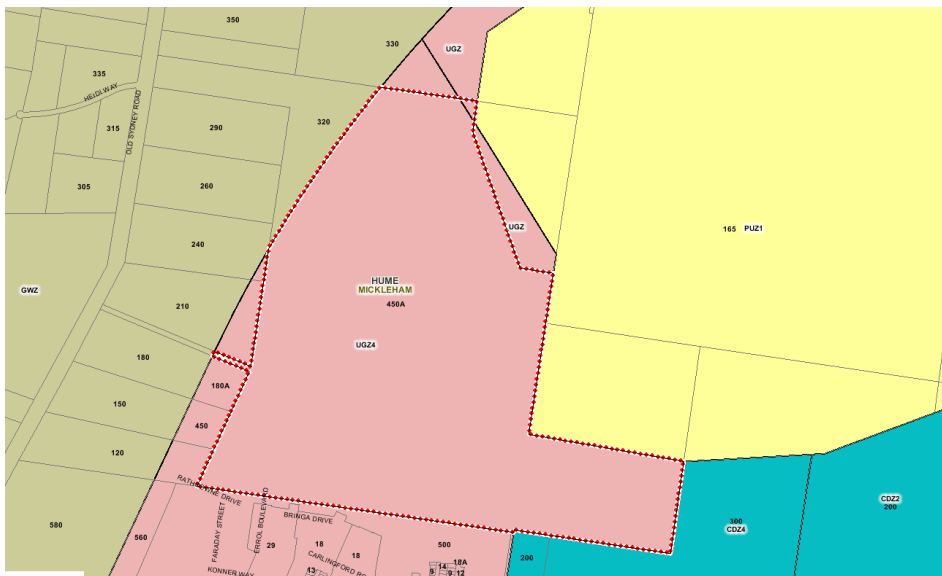 350
UGZ
330
335
HEIDI WAY
OLD SYDNEY ROAD
315
290
320
305
260
UGZ
165 PUZ1
240
HUME
MICKLEHAM
450A
GWZ
210
UGZ4
180
180A
150
450
120
RATHDOWNE DRIVE
CDZ2
200
FARADAY STREET
ERROL BOULEVARD
BRINGA DRIVE
300
CDZ4
580
560
29
18
18
500
200
CARLINGFORD RO
18A
KONNER WAY
13
9
14
9
12